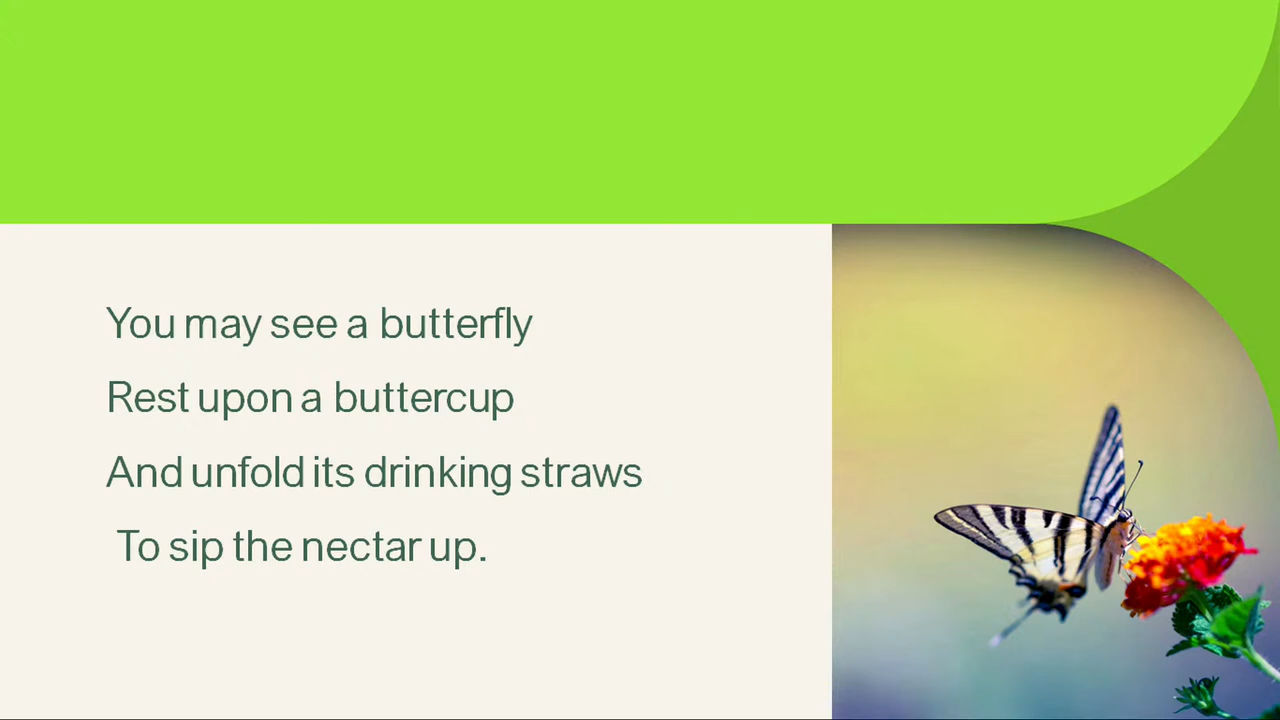 You may see a butterfly
Rest upon a buttercup
And unfold its drinking straws
To sip the nectar up.